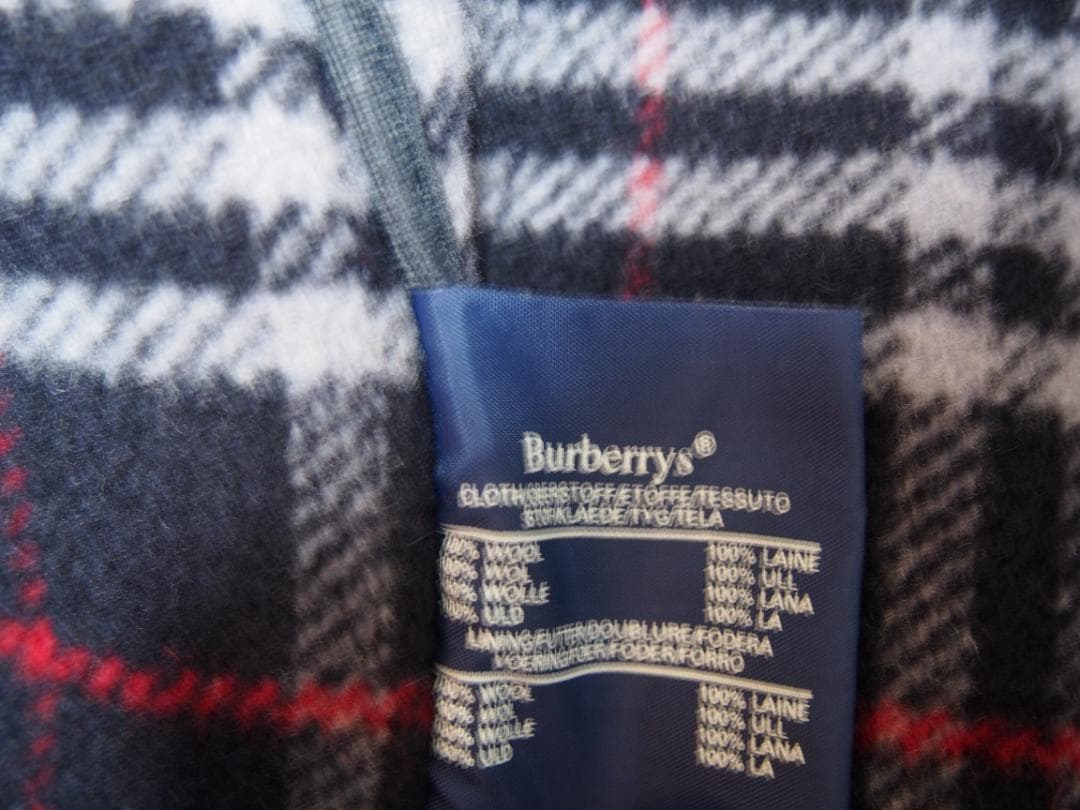 Burberrys®
CLOTH/OBERSTOFF/ETOFFE/TESSUTO
STOF/KLAEDE/TYG/TELA
100% WOOL 100% LAINE
100% WOL 100% ULL
100% WOLLE 100% LANA
100% ULD 100% LA
LINING/FUTTER/DOUBLURE/FODERA
VOERING/FOER/FODER/FORRO
100% WOOL 100% LAINE
100% WOL 100% ULL
100% WOLLE 100% LANA
100% ULD 100% LA